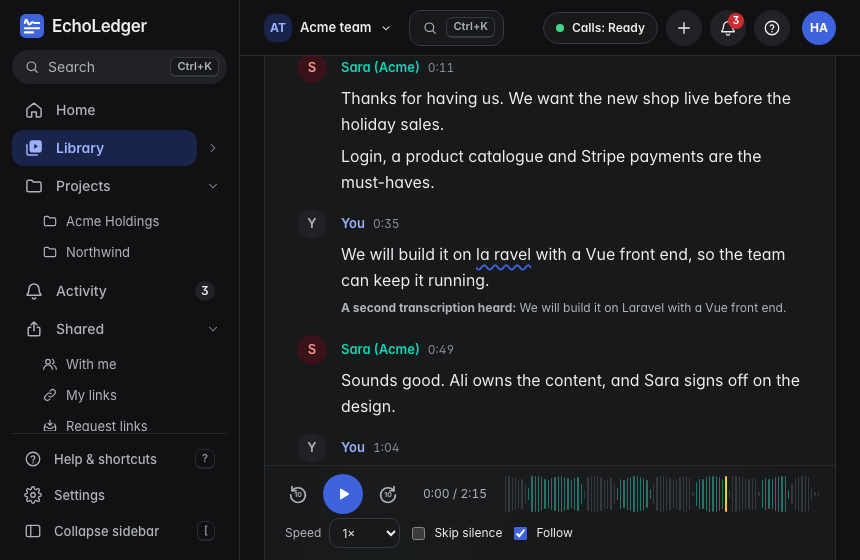 EchoLedger
Search Ctrl+K
Home
Library
Projects
Acme Holdings
Northwind
Activity 3
Shared
With me
My links
Request links
Help & shortcuts ?
Settings
Collapse sidebar [
AT Acme team Ctrl+K Calls: Ready 3 HA
S Sara (Acme) 0:11
Thanks for having us. We want the new shop live before the
holiday sales.
Login, a product catalogue and Stripe payments are the
must-haves.
Y You 0:35
We will build it on la ravel with a Vue front end, so the team
can keep it running.
A second transcription heard: We will build it on Laravel with a Vue front end.
S Sara (Acme) 0:49
Sounds good. Ali owns the content, and Sara signs off on the
design.
Y You 1:04
10 10 0:00 / 2:15
Speed 1× Skip silence Follow